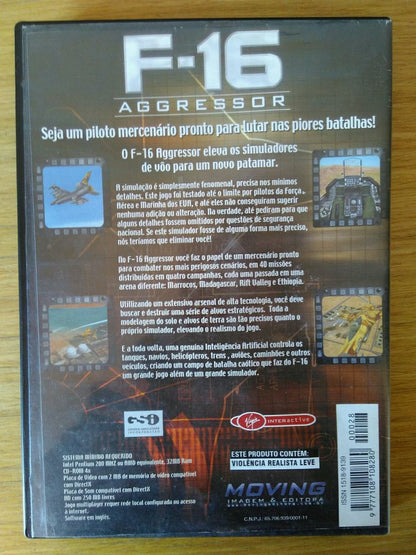 F-16
AGGRESSOR
Seja um piloto mercenário pronto para lutar nas piores batalhas!
O F-16 Aggressor eleva os simuladores
de vôo para um novo patamar.
A simulação é simplesmente fenomenal, precisa nos mínimos
detalhes. Este jogo foi testado até o limite por pilotos da Força
Aérea e Marinha dos EUA, e até eles não conseguiram sugerir
nenhuma adição ou alteração. Na verdade, até pediram para que
alguns detalhes fossem omitidos por questões de segurança
nacional. Se este simulador fosse de alguma forma mais preciso,
nós teríamos que eliminar você!
No F-16 Aggressor você faz o papel de um mercenário pronto
para combater nos mais perigosos cenários, em 40 missões
distribuídas em quatro campanhas, cada uma passada em uma
arena diferente: Marrocos, Madagascar, Rift Valley e Ethiopia.
Utilizando um extensivo arsenal de alta tecnologia, você deve
buscar e destruir uma série de alvos estratégicos. Toda a
modelagem do solo e alvos de terra são tão precisos quanto o
próprio simulador, elevando o realismo do jogo.
E a toda volta, uma genuína Inteligência Artificial controla os
tanques, navios, helicópteros, trens, aviões, caminhões e outros
veículos, criando um campo de batalha caótico que faz do F-16
um grande jogo além de um grande simulador.
GSI
Virgin INTERACTIVE
SISTEMA MÍNIMO REQUERIDO
Intel Pentium 200 MHZ ou AMD equivalente, 32MB Ram
CD-ROM 4x
Placa de Vídeo com 2 MB de memória de vídeo compatível
com DirectX
Placa de Som compatível com DirectX
HD com 250 MB livres
Jogo multiplayer requer rede local configurada ou acesso
a internet.
Software em inglês.
ESTE PRODUTO CONTÉM:
VIOLÊNCIA REALISTA LEVE
MOVING
IMAGEM & EDITORA
C.N.P.J.: 65.706.939/0001-11
ISSN 1518-9139
00028
9 771108 108280